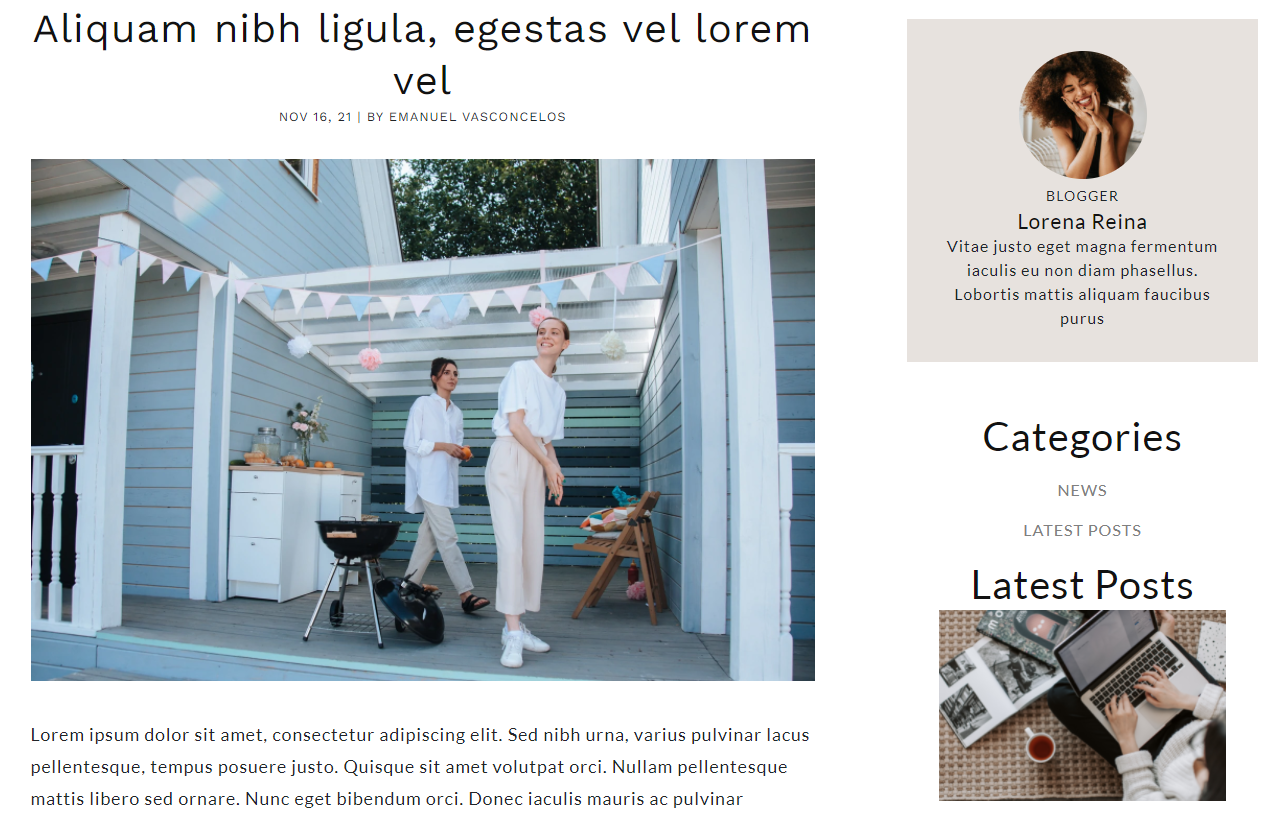 Aliquam nibh ligula, egestas vel lorem
vel
NOV 16, 21 | BY EMANUEL VASCONCELOS
Lorem ipsum dolor sit amet, consectetur adipiscing elit. Sed nibh urna, varius pulvinar lacus
pellentesque, tempus posuere justo. Quisque sit amet volutpat orci. Nullam pellentesque
mattis libero sed ornare. Nunc eget bibendum orci. Donec iaculis mauris ac pulvinar
BLOGGER
Lorena Reina
Vitae justo eget magna fermentum
iaculis eu non diam phasellus.
Lobortis mattis aliquam faucibus
purus
Categories
NEWS
LATEST POSTS
Latest Posts